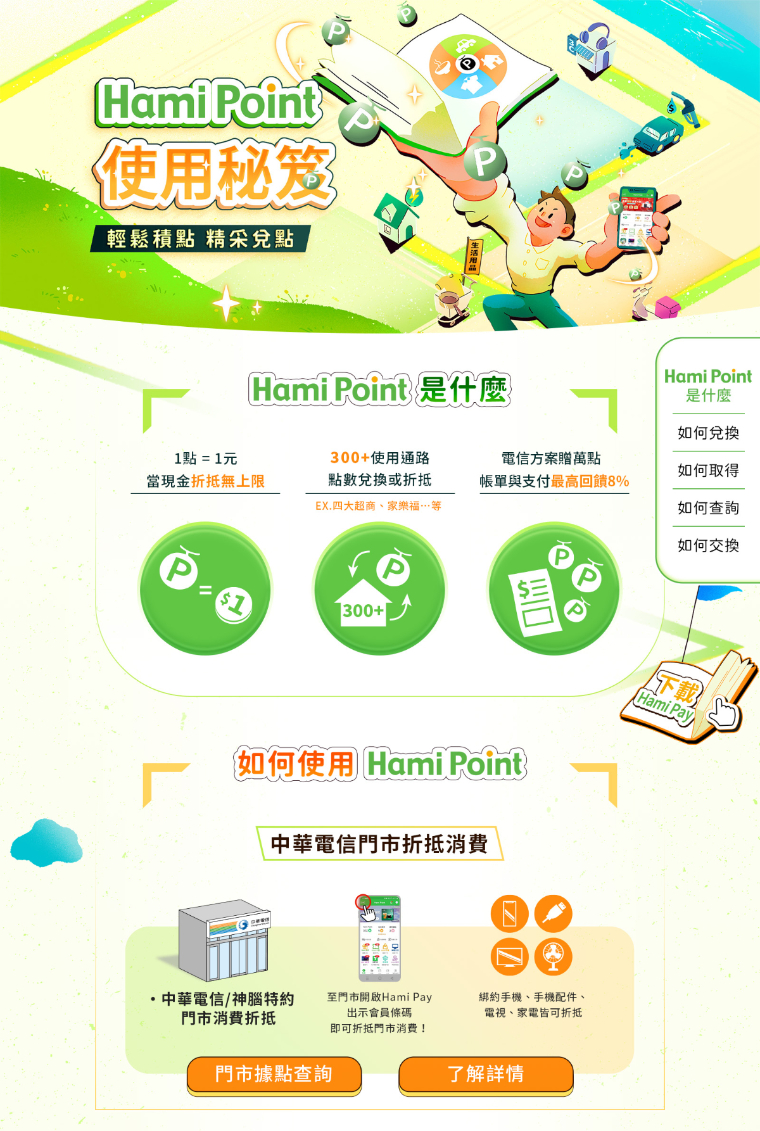 Hami Point
使用秘笈
輕鬆積點 精采兌點
生活用品
Hami Point 是什麼
Hami Point
是什麼
如何兌換
如何取得
如何查詢
如何交換
1點 = 1元
當現金折抵無上限
300+使用通路
點數兌換或折抵
EX.四大超商、家樂福…等
電信方案贈萬點
帳單與支付最高回饋8%
P = $1
P
300+
P P
$
P
下載
Hami Pay
如何使用 Hami Point
中華電信門市折抵消費
中華電信
・中華電信/神腦特約
門市消費折抵
至門市開啟Hami Pay
出示會員條碼
即可折抵門市消費！
綁約手機、手機配件、
電視、家電皆可折抵
門市據點查詢
了解詳情